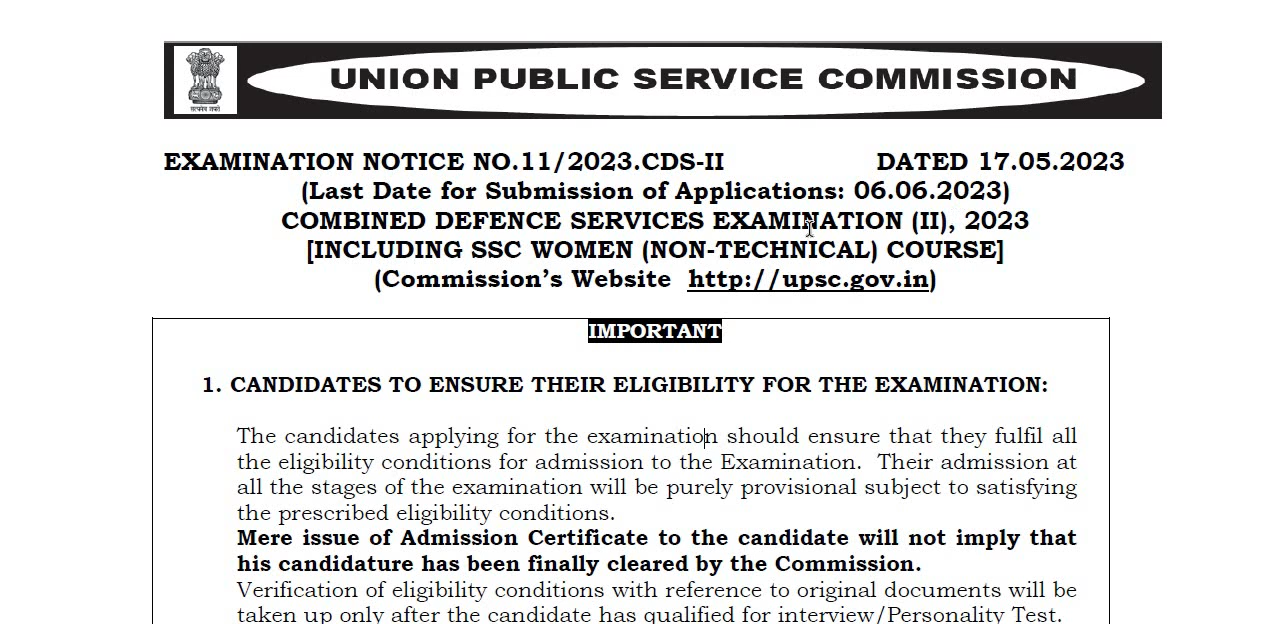 सत्यमेव जयते
UNION PUBLIC SERVICE COMMISSION
EXAMINATION NOTICE NO.11/2023.CDS-II DATED 17.05.2023
(Last Date for Submission of Applications: 06.06.2023)
COMBINED DEFENCE SERVICES EXAMINATION (II), 2023
[INCLUDING SSC WOMEN (NON-TECHNICAL) COURSE]
(Commission’s Website http://upsc.gov.in)
IMPORTANT
1. CANDIDATES TO ENSURE THEIR ELIGIBILITY FOR THE EXAMINATION:
The candidates applying for the examination should ensure that they fulfil all
the eligibility conditions for admission to the Examination. Their admission at
all the stages of the examination will be purely provisional subject to satisfying
the prescribed eligibility conditions.
Mere issue of Admission Certificate to the candidate will not imply that
his candidature has been finally cleared by the Commission.
Verification of eligibility conditions with reference to original documents will be
taken up only after the candidate has qualified for interview/Personality Test.